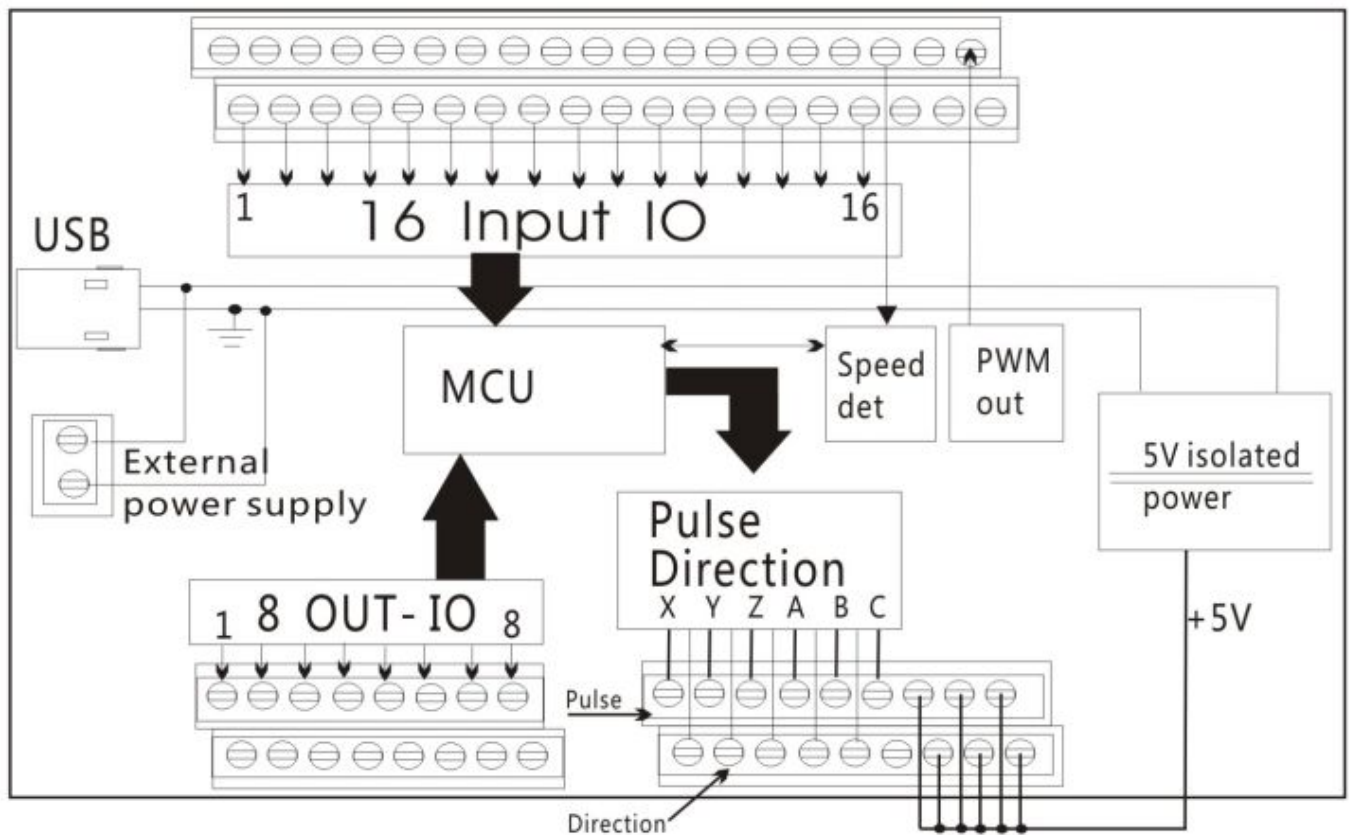 1 16 Input IO 16
USB
MCU
Speed
det
PWM
out
External
power supply
5V isolated
power
Pulse
Direction
X Y Z A B C
1 8 OUT-IO 8
+5V
Pulse
Direction